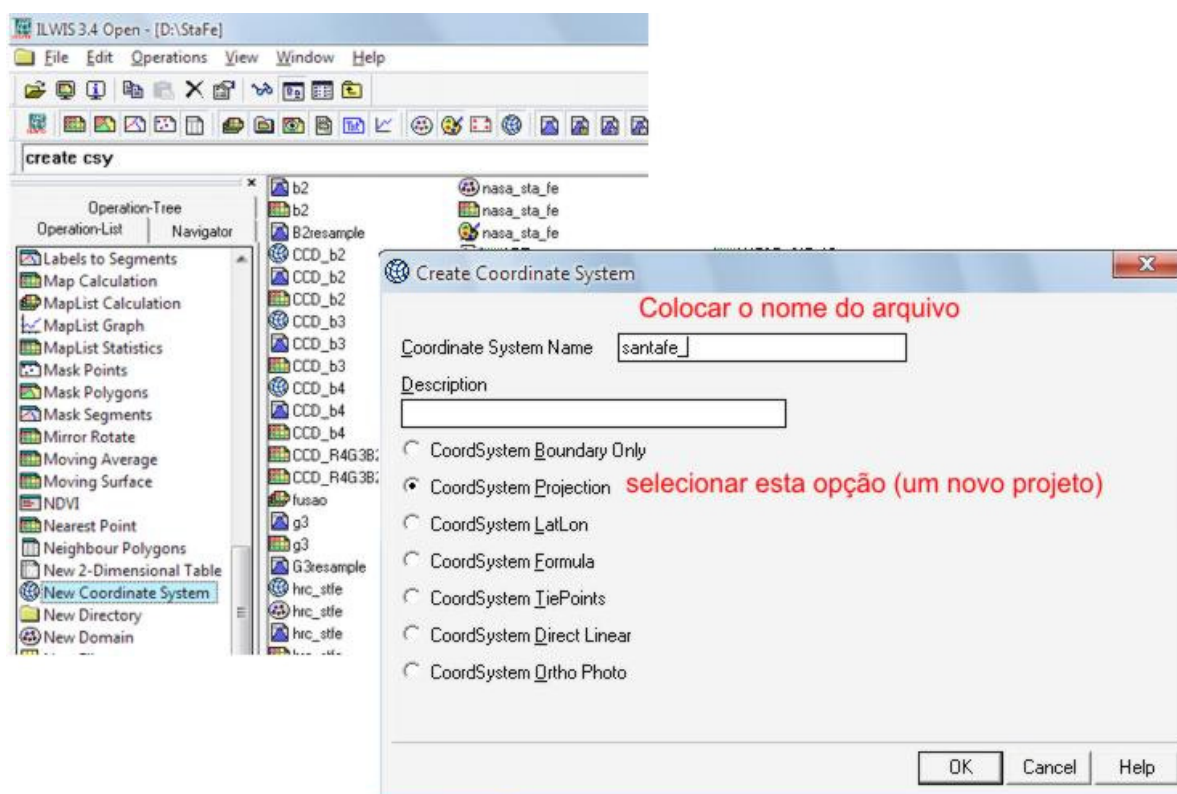 ILWIS 3.4 Open - [D:\StaFe]
File Edit Operations View Window Help
create csy
Operation-Tree
Operation-List Navigator
Labels to Segments
Map Calculation
MapList Calculation
MapList Graph
MapList Statistics
Mask Points
Mask Polygons
Mask Segments
Mirror Rotate
Moving Average
Moving Surface
NDVI
Nearest Point
Neighbour Polygons
New 2-Dimensional Table
New Coordinate System
New Directory
New Domain
b2
b2
B2resample
CCD_b2
CCD_b2
CCD_b2
CCD_b3
CCD_b3
CCD_b3
CCD_b4
CCD_b4
CCD_b4
CCD_R4G3B2
CCD_R4G3B2
fusao
g3
g3
G3resample
hrc_stfe
hrc_stfe
hrc_stfe
hrc_stfe
nasa_sta_fe
nasa_sta_fe
nasa_sta_fe
Create Coordinate System
Colocar o nome do arquivo
Coordinate System Name santafe_
Description
CoordSystem Boundary Only
CoordSystem Projection selecionar esta opção (um novo projeto)
CoordSystem LatLon
CoordSystem Formula
CoordSystem TiePoints
CoordSystem Direct Linear
CoordSystem Ortho Photo
OK Cancel Help